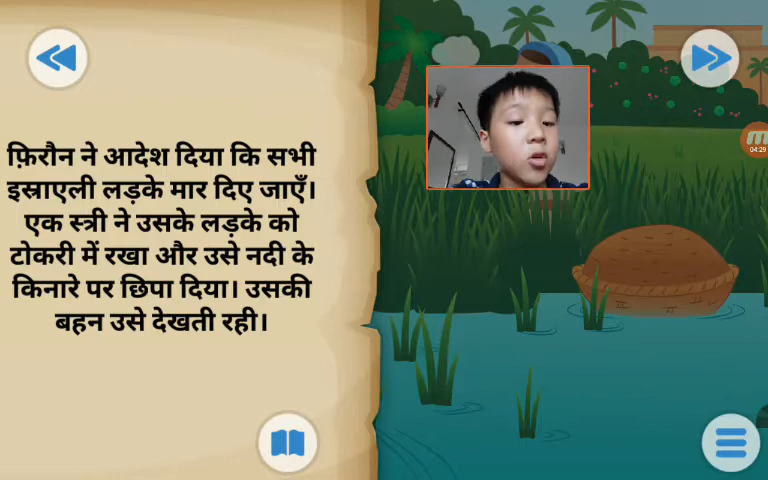 फ़िरौन ने आदेश दिया कि सभी
इस्राएली लड़के मार दिए जाएँ।
एक स्त्री ने उसके लड़के को
टोकरी में रखा और उसे नदी के
किनारे पर छिपा दिया। उसकी
बहन उसे देखती रही।
04:29